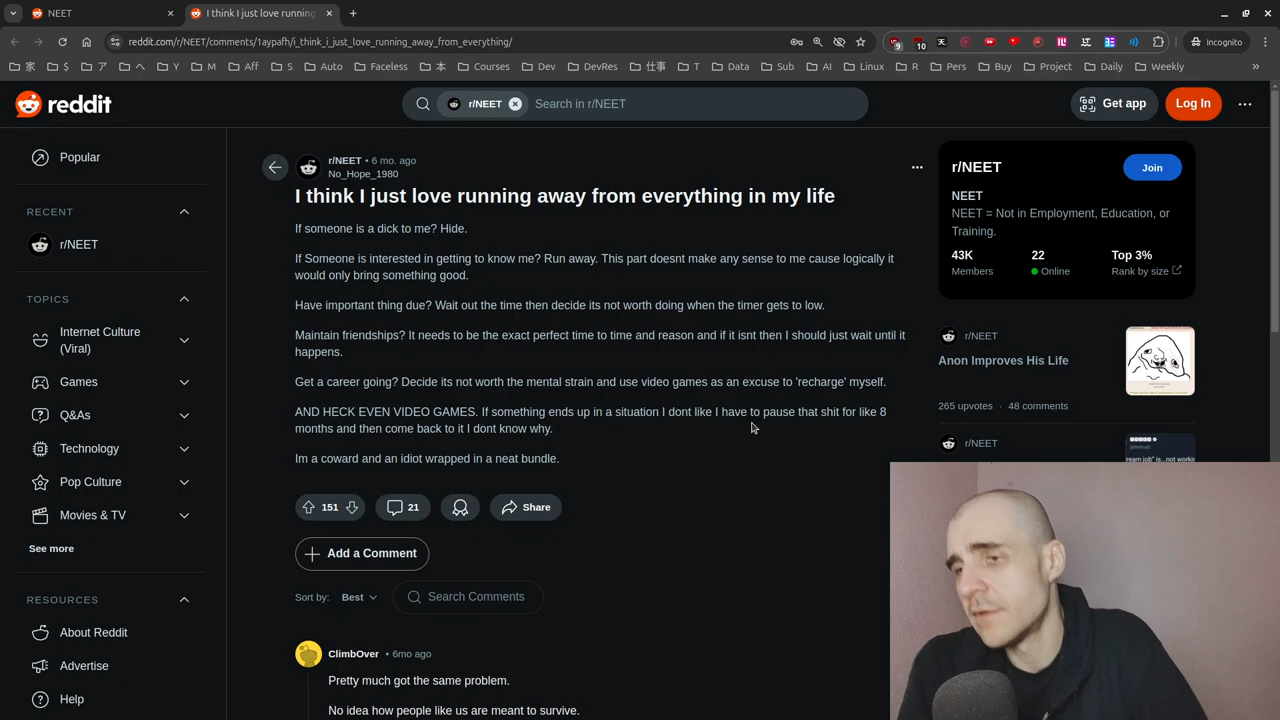 NEET
I think I just love running
reddit.com/r/NEET/comments/1aypafh/i_think_i_just_love_running_away_from_everything/
9
10
Incognito
家
$
ア
へ
Y
M
Aff
S
Auto
Faceless
本
Courses
Dev
DevRes
仕事
T
Data
Sub
AI
Linux
R
Pers
Buy
Project
Daily
Weekly
reddit
r/NEET
Search in r/NEET
Get app
Log In
Popular
RECENT
r/NEET
TOPICS
Internet Culture
(Viral)
Games
Q&As
Technology
Pop Culture
Movies & TV
See more
RESOURCES
About Reddit
Advertise
Help
r/NEET • 6 mo. ago
No_Hope_1980
I think I just love running away from everything in my life
If someone is a dick to me? Hide.
If Someone is interested in getting to know me? Run away. This part doesnt make any sense to me cause logically it
would only bring something good.
Have important thing due? Wait out the time then decide its not worth doing when the timer gets to low.
Maintain friendships? It needs to be the exact perfect time to time and reason and if it isnt then I should just wait until it
happens.
Get a career going? Decide its not worth the mental strain and use video games as an excuse to 'recharge' myself.
AND HECK EVEN VIDEO GAMES. If something ends up in a situation I dont like I have to pause that shit for like 8
months and then come back to it I dont know why.
Im a coward and an idiot wrapped in a neat bundle.
151
21
Share
Add a Comment
Sort by: Best
Search Comments
ClimbOver • 6mo ago
Pretty much got the same problem.
No idea how people like us are meant to survive.
r/NEET
Join
NEET
NEET = Not in Employment, Education, or
Training.
43K
22
Top 3%
Members
Online
Rank by size
r/NEET
Anon Improves His Life
265 upvotes • 48 comments
r/NEET